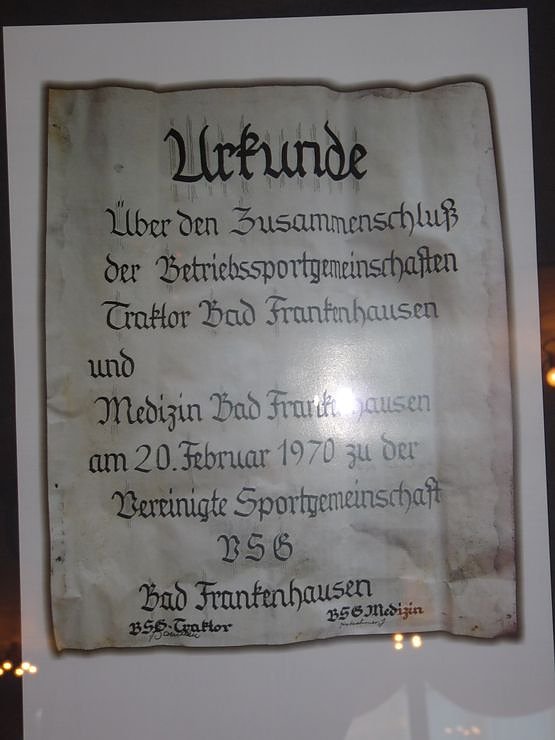 Urkunde
Über den Zusammenschluß
der Betriebssportgemeinschaften
Traktor Bad Frankenhausen
und
Medizin Bad Frankenhausen
am 20. Februar 1970 zu der
Vereinigte Sportgemeinschaft
VSG
Bad Frankenhausen
BSG-Traktor BSG Medizin